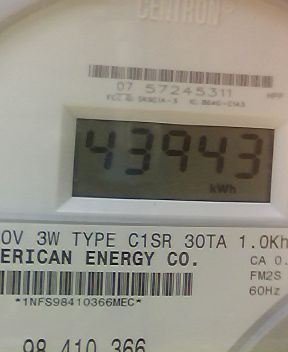 CENTRON®
07 57245311
43943
kWh
0V 3W TYPE C1SR 30TA 1.0Kh
ERICAN ENERGY CO.
CA 0.
FM2S
60Hz
*1NFS98410366MEC*
98 410 366